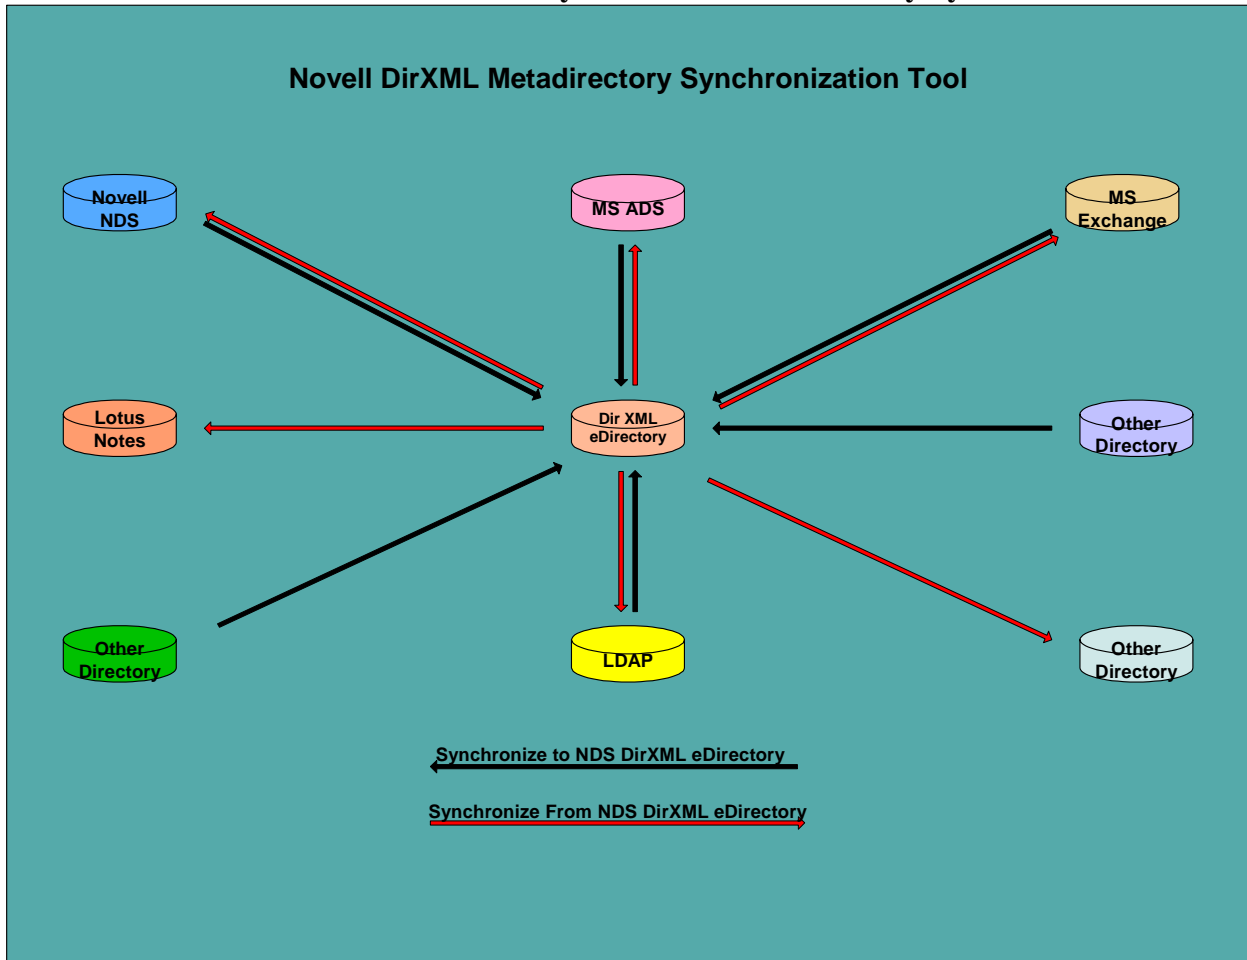 Novell DirXML Metadirectory Synchronization Tool
Novell
NDS
MS ADS
MS
Exchange
Lotus
Notes
Dir XML
eDirectory
Other
Directory
Other
Directory
LDAP
Other
Directory
Synchronize to NDS DirXML eDirectory
Synchronize From NDS DirXML eDirectory